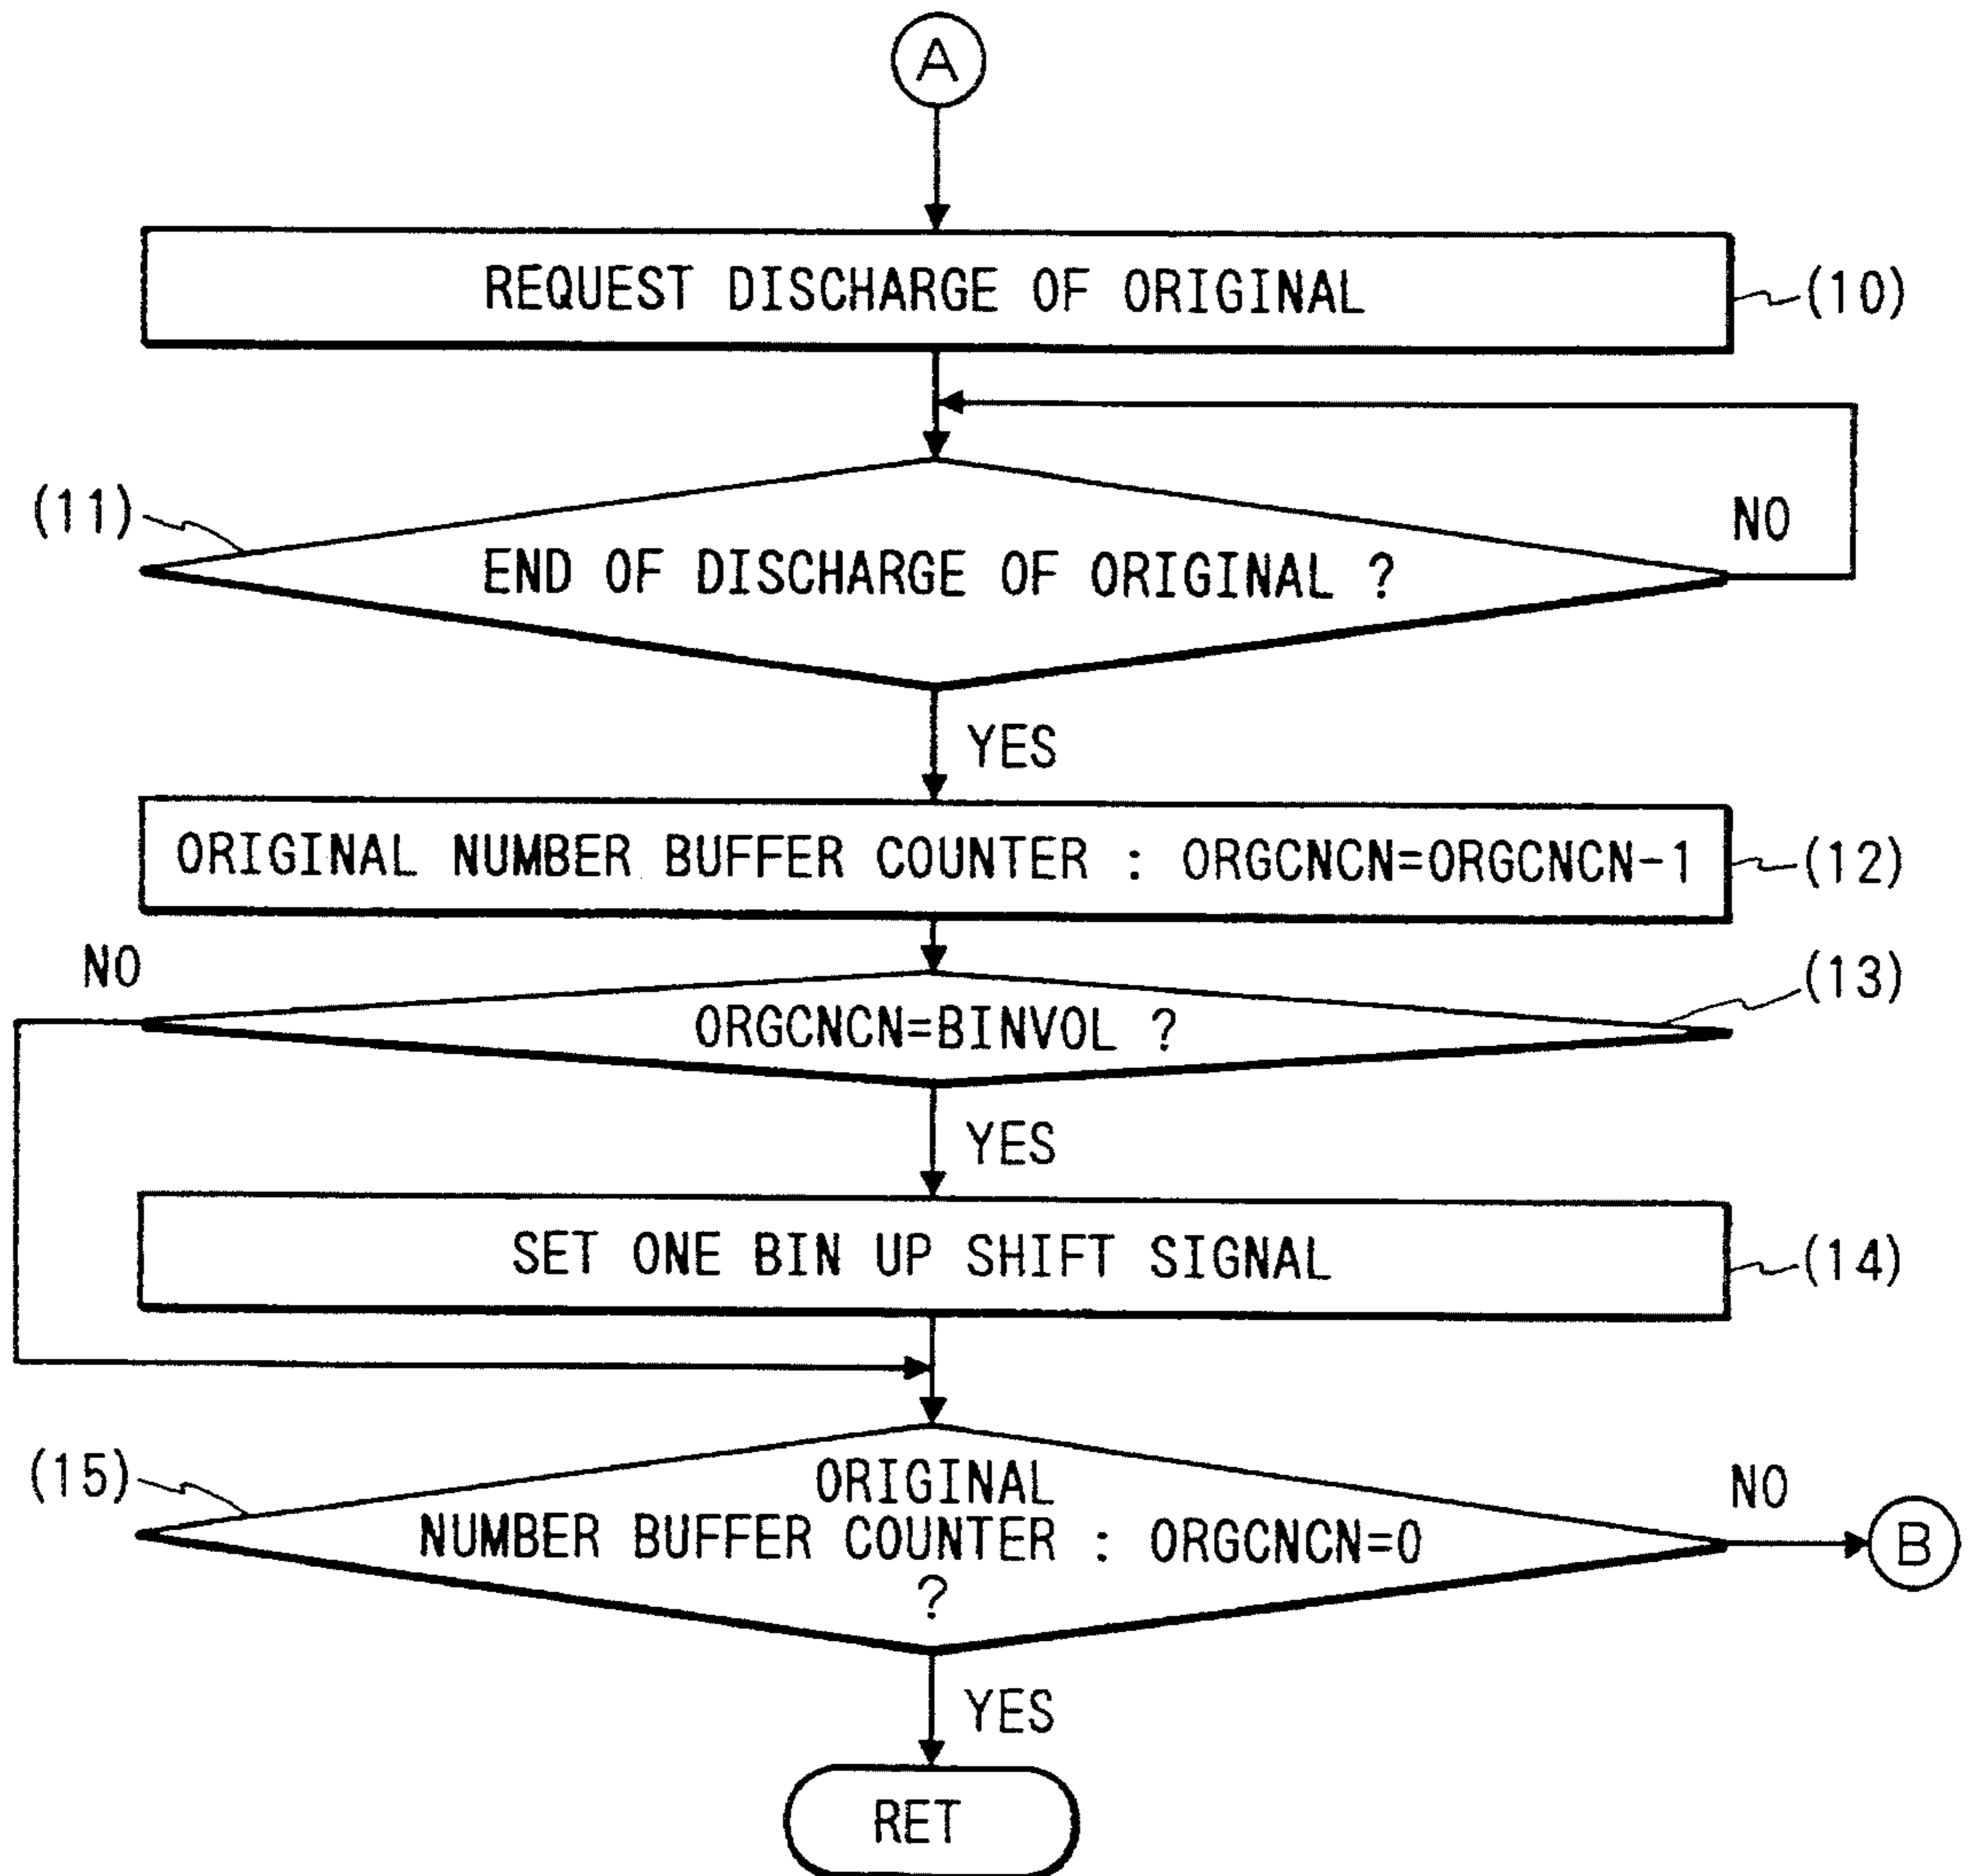 A
REQUEST DISCHARGE OF ORIGINAL
(10)
(11)
END OF DISCHARGE OF ORIGINAL ?
NO
YES
ORIGINAL NUMBER BUFFER COUNTER : ORGCNCN=ORGCNCN-1
(12)
NO
(13)
ORGCNCN=BINVOL ?
YES
SET ONE BIN UP SHIFT SIGNAL
(14)
(15)
ORIGINAL
NUMBER BUFFER COUNTER : ORGCNCN=0
?
NO
B
YES
RET